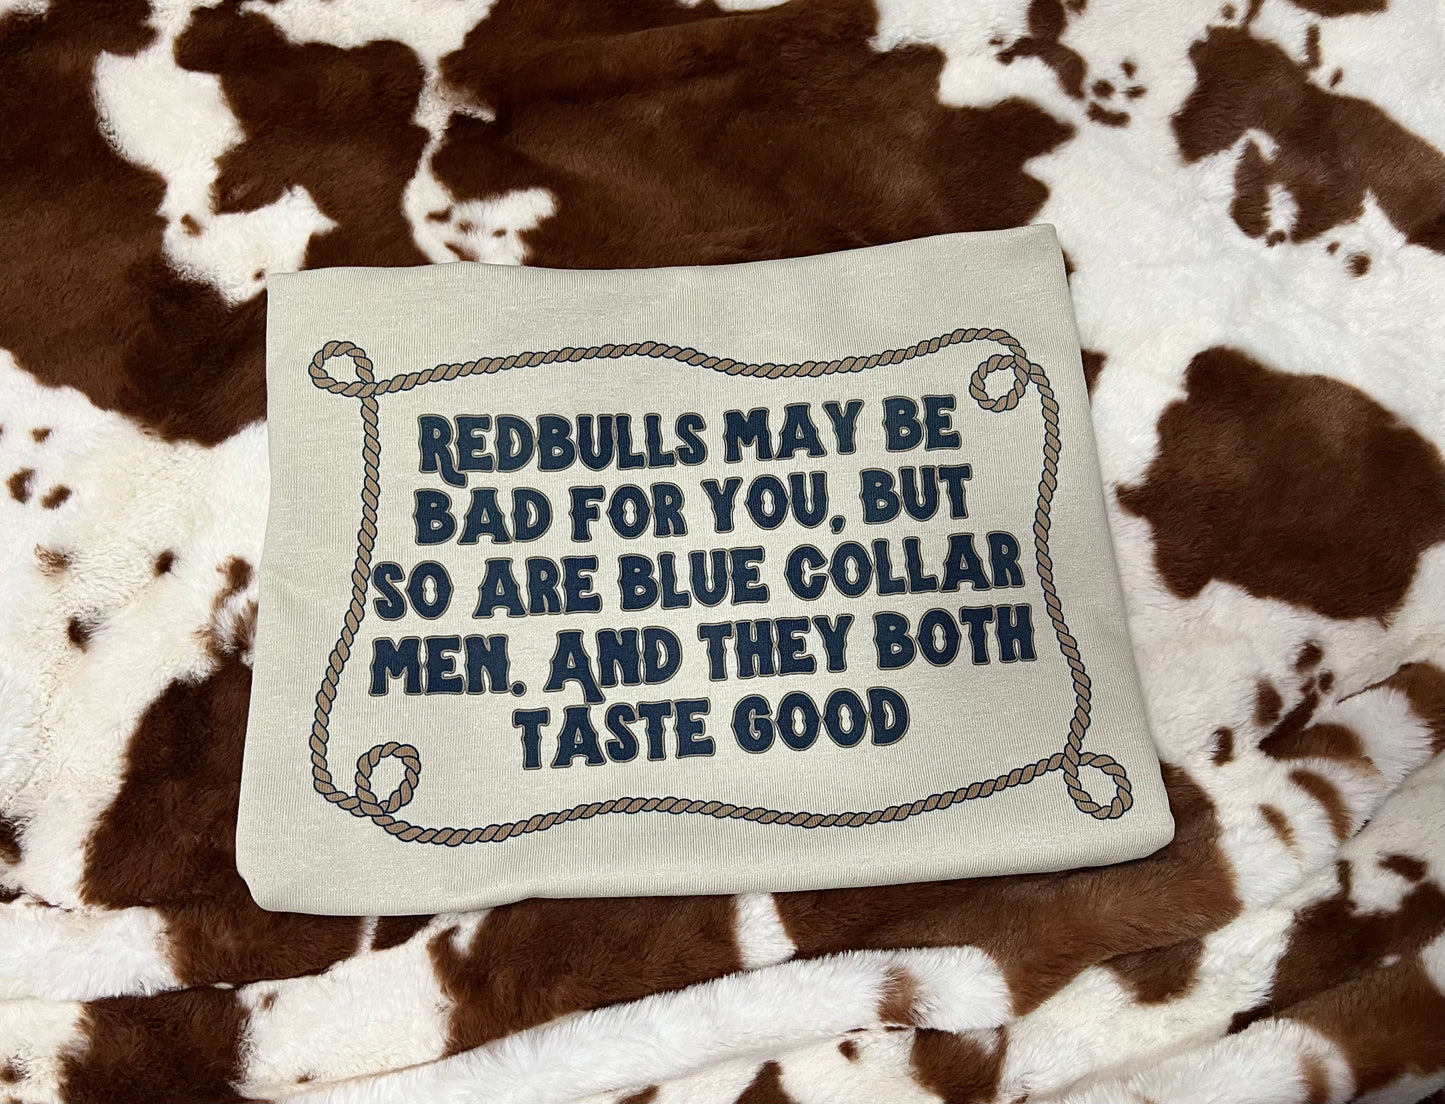 REDBULLS MAY BE
BAD FOR YOU, BUT
SO ARE BLUE COLLAR
MEN. AND THEY BOTH
TASTE GOOD